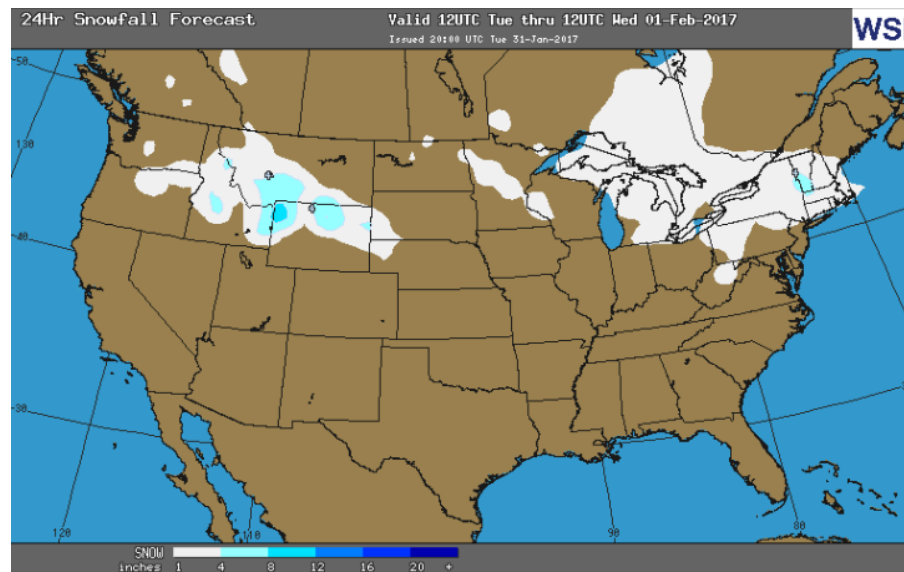 24Hr Snowfall Forecast
Valid 12UTC Tue thru 12UTC Wed 01-Feb-2017
Issued 20:00 UTC Tue 31-Jan-2017
WSI
50
130
40
30
120
110
90
80
SNOW
inches 1 4 8 12 16 20 +